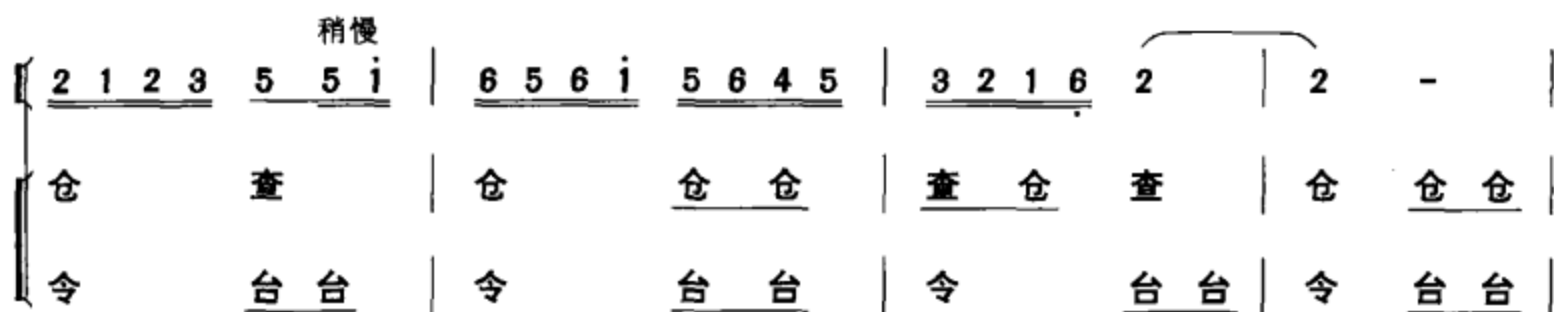 稍慢
2 1 2 3 5 5 i̇ | 6 5 6 i̇ 5 6 4 5 | 3 2 1 6̣ 2 | 2 - |
仓 查 | 仓 仓 仓 | 查 仓 查 | 仓 仓 仓 |
令 台 台 | 令 台 台 | 令 台 台 | 令 台 台 |